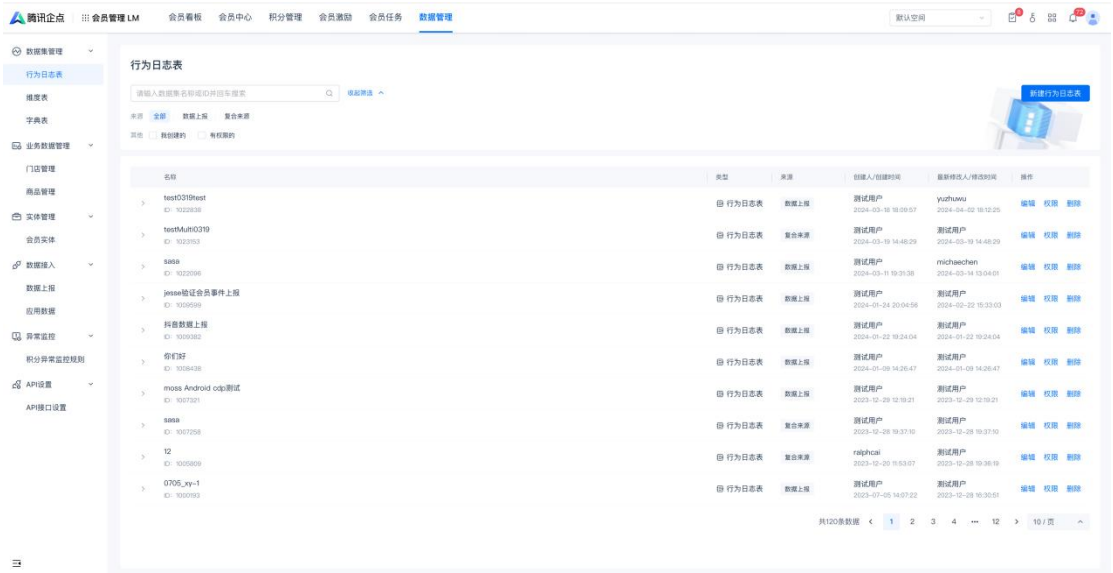 腾讯企点 会员管理 LM 会员看板 会员中心 积分管理 会员激励 会员任务 数据管理 默认空间 72
数据集管理
行为日志表
维度表
字典表
业务数据管理
门店管理
商品管理
实体管理
会员实体
数据接入
数据上报
应用数据
异常监控
积分异常监控规则
API设置
API接口设置
行为日志表
请输入数据集名称或ID并回车搜索 收起筛选
新建行为日志表
来源 全部 数据上报 复合来源
其他 我创建的 有权限的
名称 类型 来源 创建人/创建时间 最新修改人/修改时间 操作
test0319test 行为日志表 数据上报 测试用户 yuzhuwu 编辑 权限 删除
ID: 1022838 2024-03-18 18:09:57 2024-04-02 18:12:25
testMulti0319 行为日志表 复合来源 测试用户 测试用户 编辑 权限 删除
ID: 1023153 2024-03-19 14:48:29 2024-03-19 14:48:29
sasa 行为日志表 数据上报 测试用户 michaechen 编辑 权限 删除
ID: 1022086 2024-03-11 19:31:38 2024-03-14 13:04:01
jesse验证会员事件上报 行为日志表 数据上报 测试用户 测试用户 编辑 权限 删除
ID: 1009599 2024-01-24 20:04:56 2024-02-22 15:33:03
抖音数据上报 行为日志表 数据上报 测试用户 测试用户 编辑 权限 删除
ID: 1009382 2024-01-22 19:24:04 2024-01-22 19:24:04
你们好 行为日志表 数据上报 测试用户 测试用户 编辑 权限 删除
ID: 1008438 2024-01-09 14:26:47 2024-01-09 14:26:47
moss Android cdp测试 行为日志表 数据上报 测试用户 测试用户 编辑 权限 删除
ID: 1007321 2023-12-29 12:19:21 2023-12-29 12:19:21
sasa 行为日志表 复合来源 测试用户 测试用户 编辑 权限 删除
ID: 1007258 2023-12-28 19:37:10 2023-12-28 19:37:10
12 行为日志表 复合来源 ralphcai 测试用户 编辑 权限 删除
ID: 1005809 2023-12-20 11:53:07 2023-12-28 19:36:19
0705_xy-1 行为日志表 数据上报 测试用户 测试用户 编辑 权限 删除
ID: 1000193 2023-07-05 14:07:22 2023-12-28 16:30:51
共120条数据 1 2 3 4 ••• 12 10 / 页